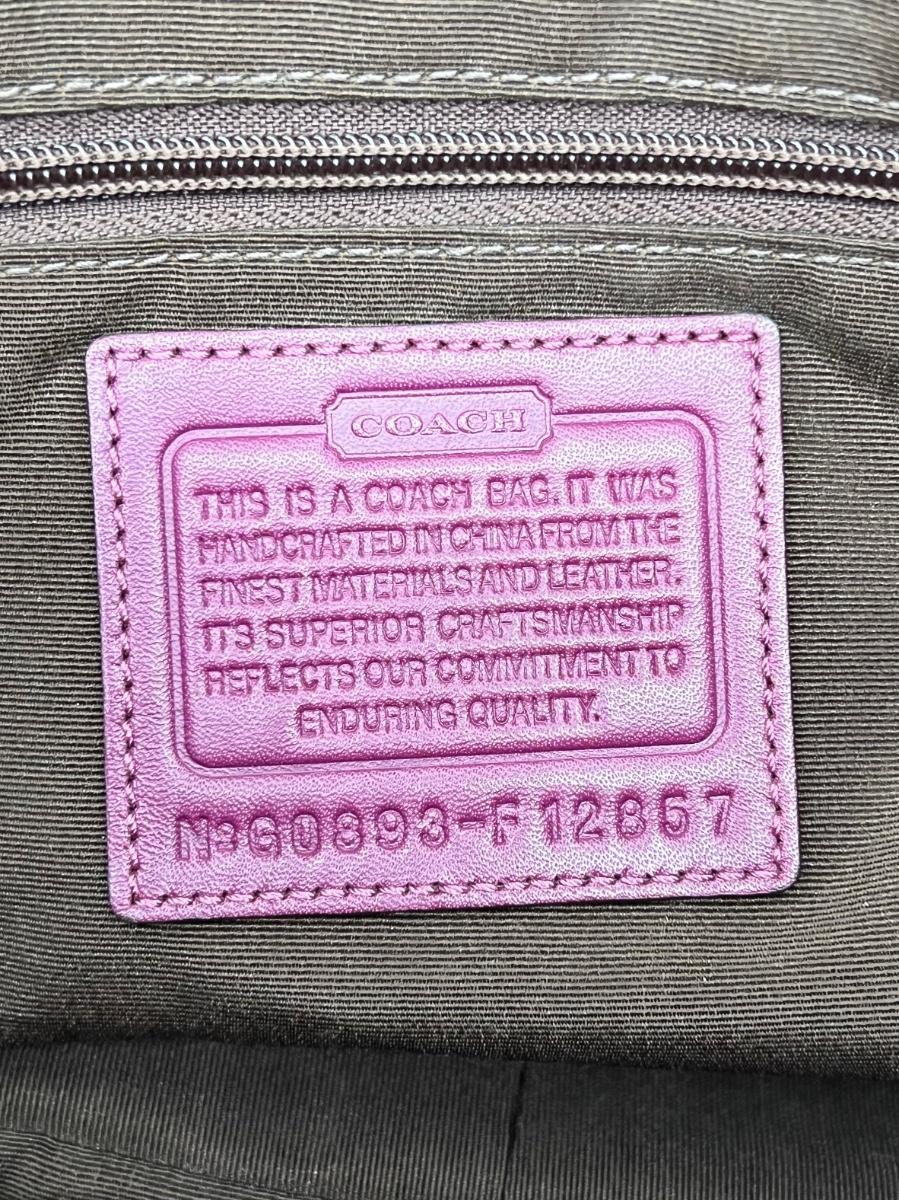 COACH
THIS IS A COACH BAG. IT WAS
HANDCRAFTED IN CHINA FROM THE
FINEST MATERIALS AND LEATHER.
ITS SUPERIOR CRAFTSMANSHIP
REFLECTS OUR COMMITMENT TO
ENDURING QUALITY.
No G0893-F12857